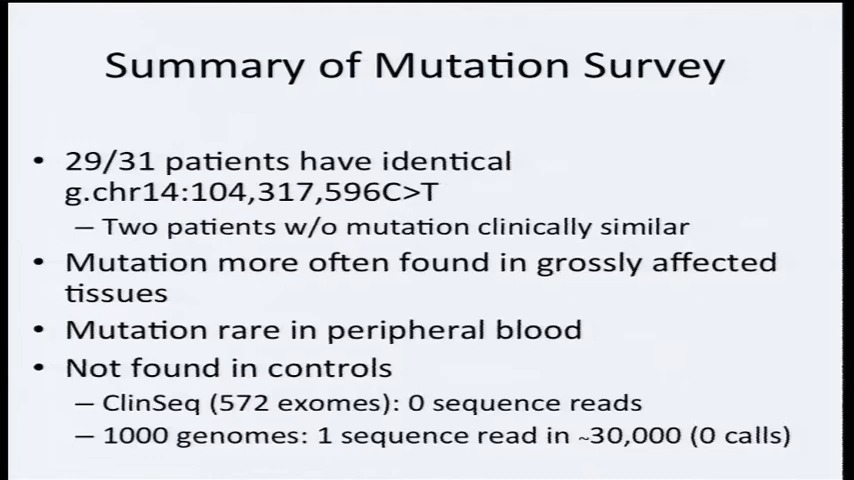 Summary of Mutation Survey
• 29/31 patients have identical
g.chr14:104,317,596C>T
– Two patients w/o mutation clinically similar
• Mutation more often found in grossly affected
tissues
• Mutation rare in peripheral blood
• Not found in controls
– ClinSeq (572 exomes): 0 sequence reads
– 1000 genomes: 1 sequence read in ~30,000 (0 calls)